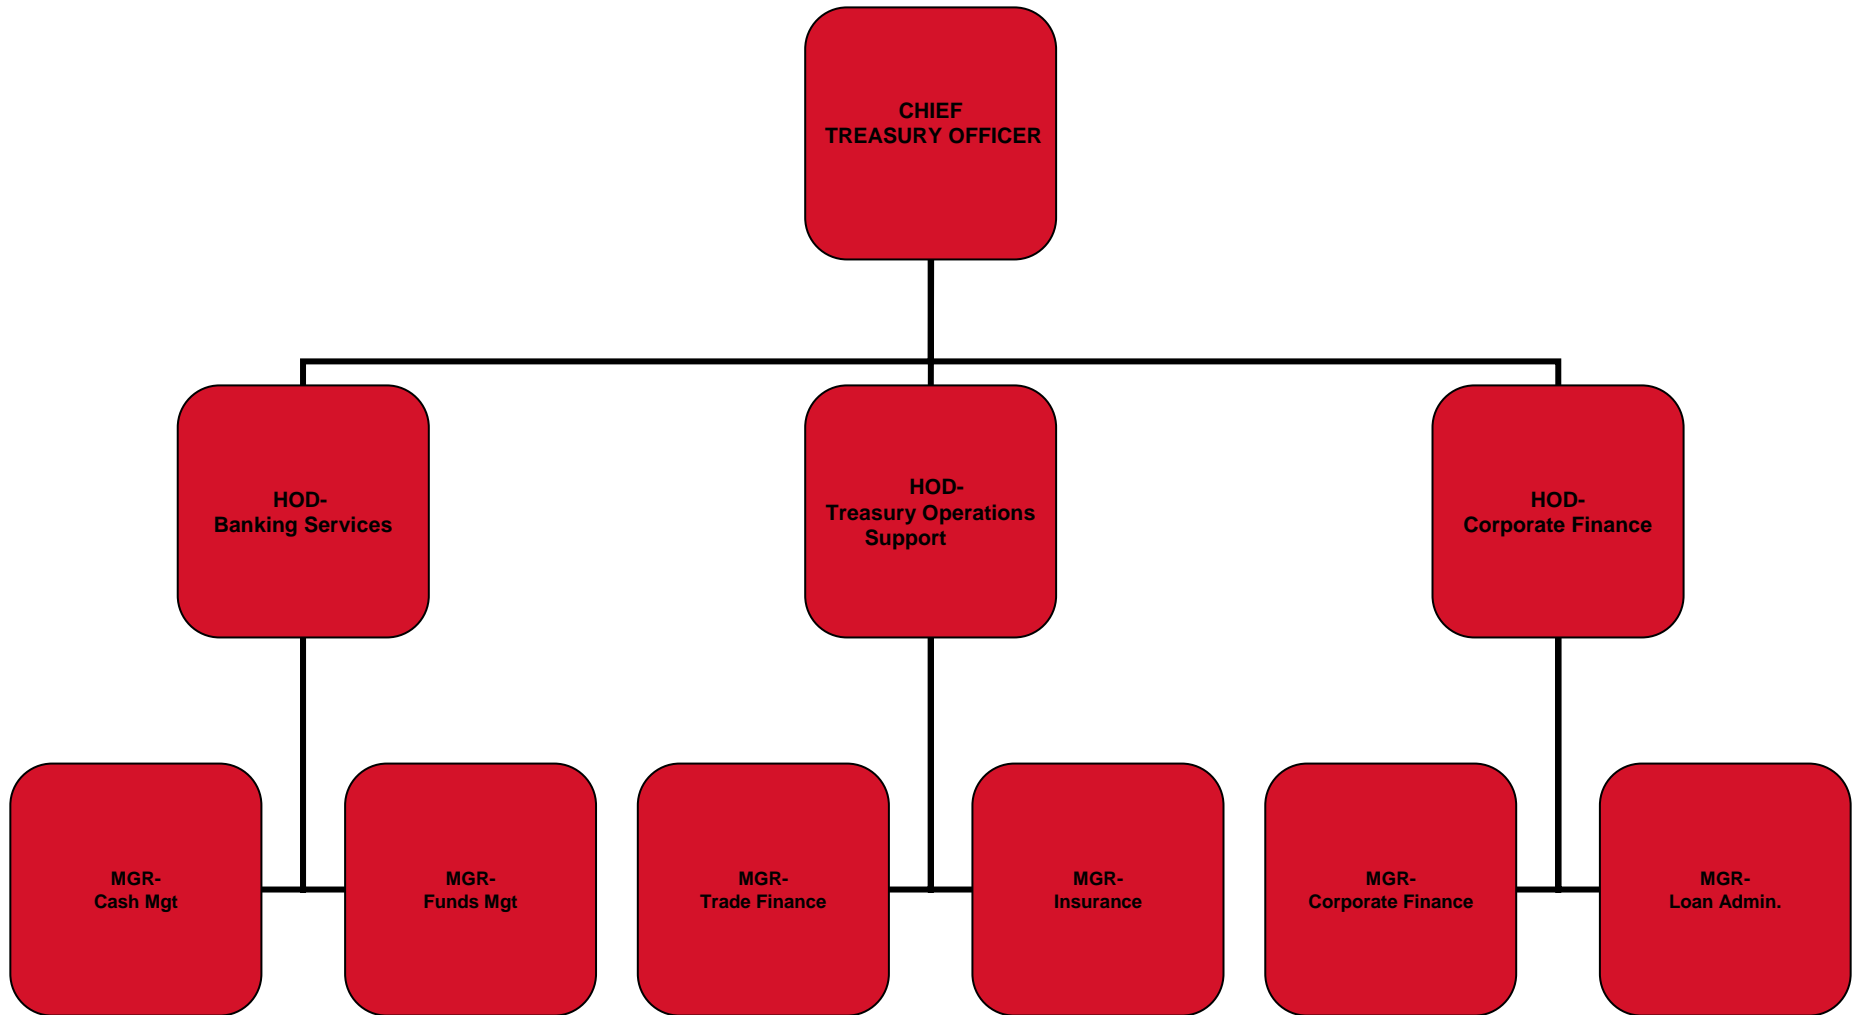 CHIEF
TREASURY OFFICER
HOD-
Banking Services
HOD-
Treasury Operations
Support
HOD-
Corporate Finance
MGR-
Cash Mgt
MGR-
Funds Mgt
MGR-
Trade Finance
MGR-
Insurance
MGR-
Corporate Finance
MGR-
Loan Admin.